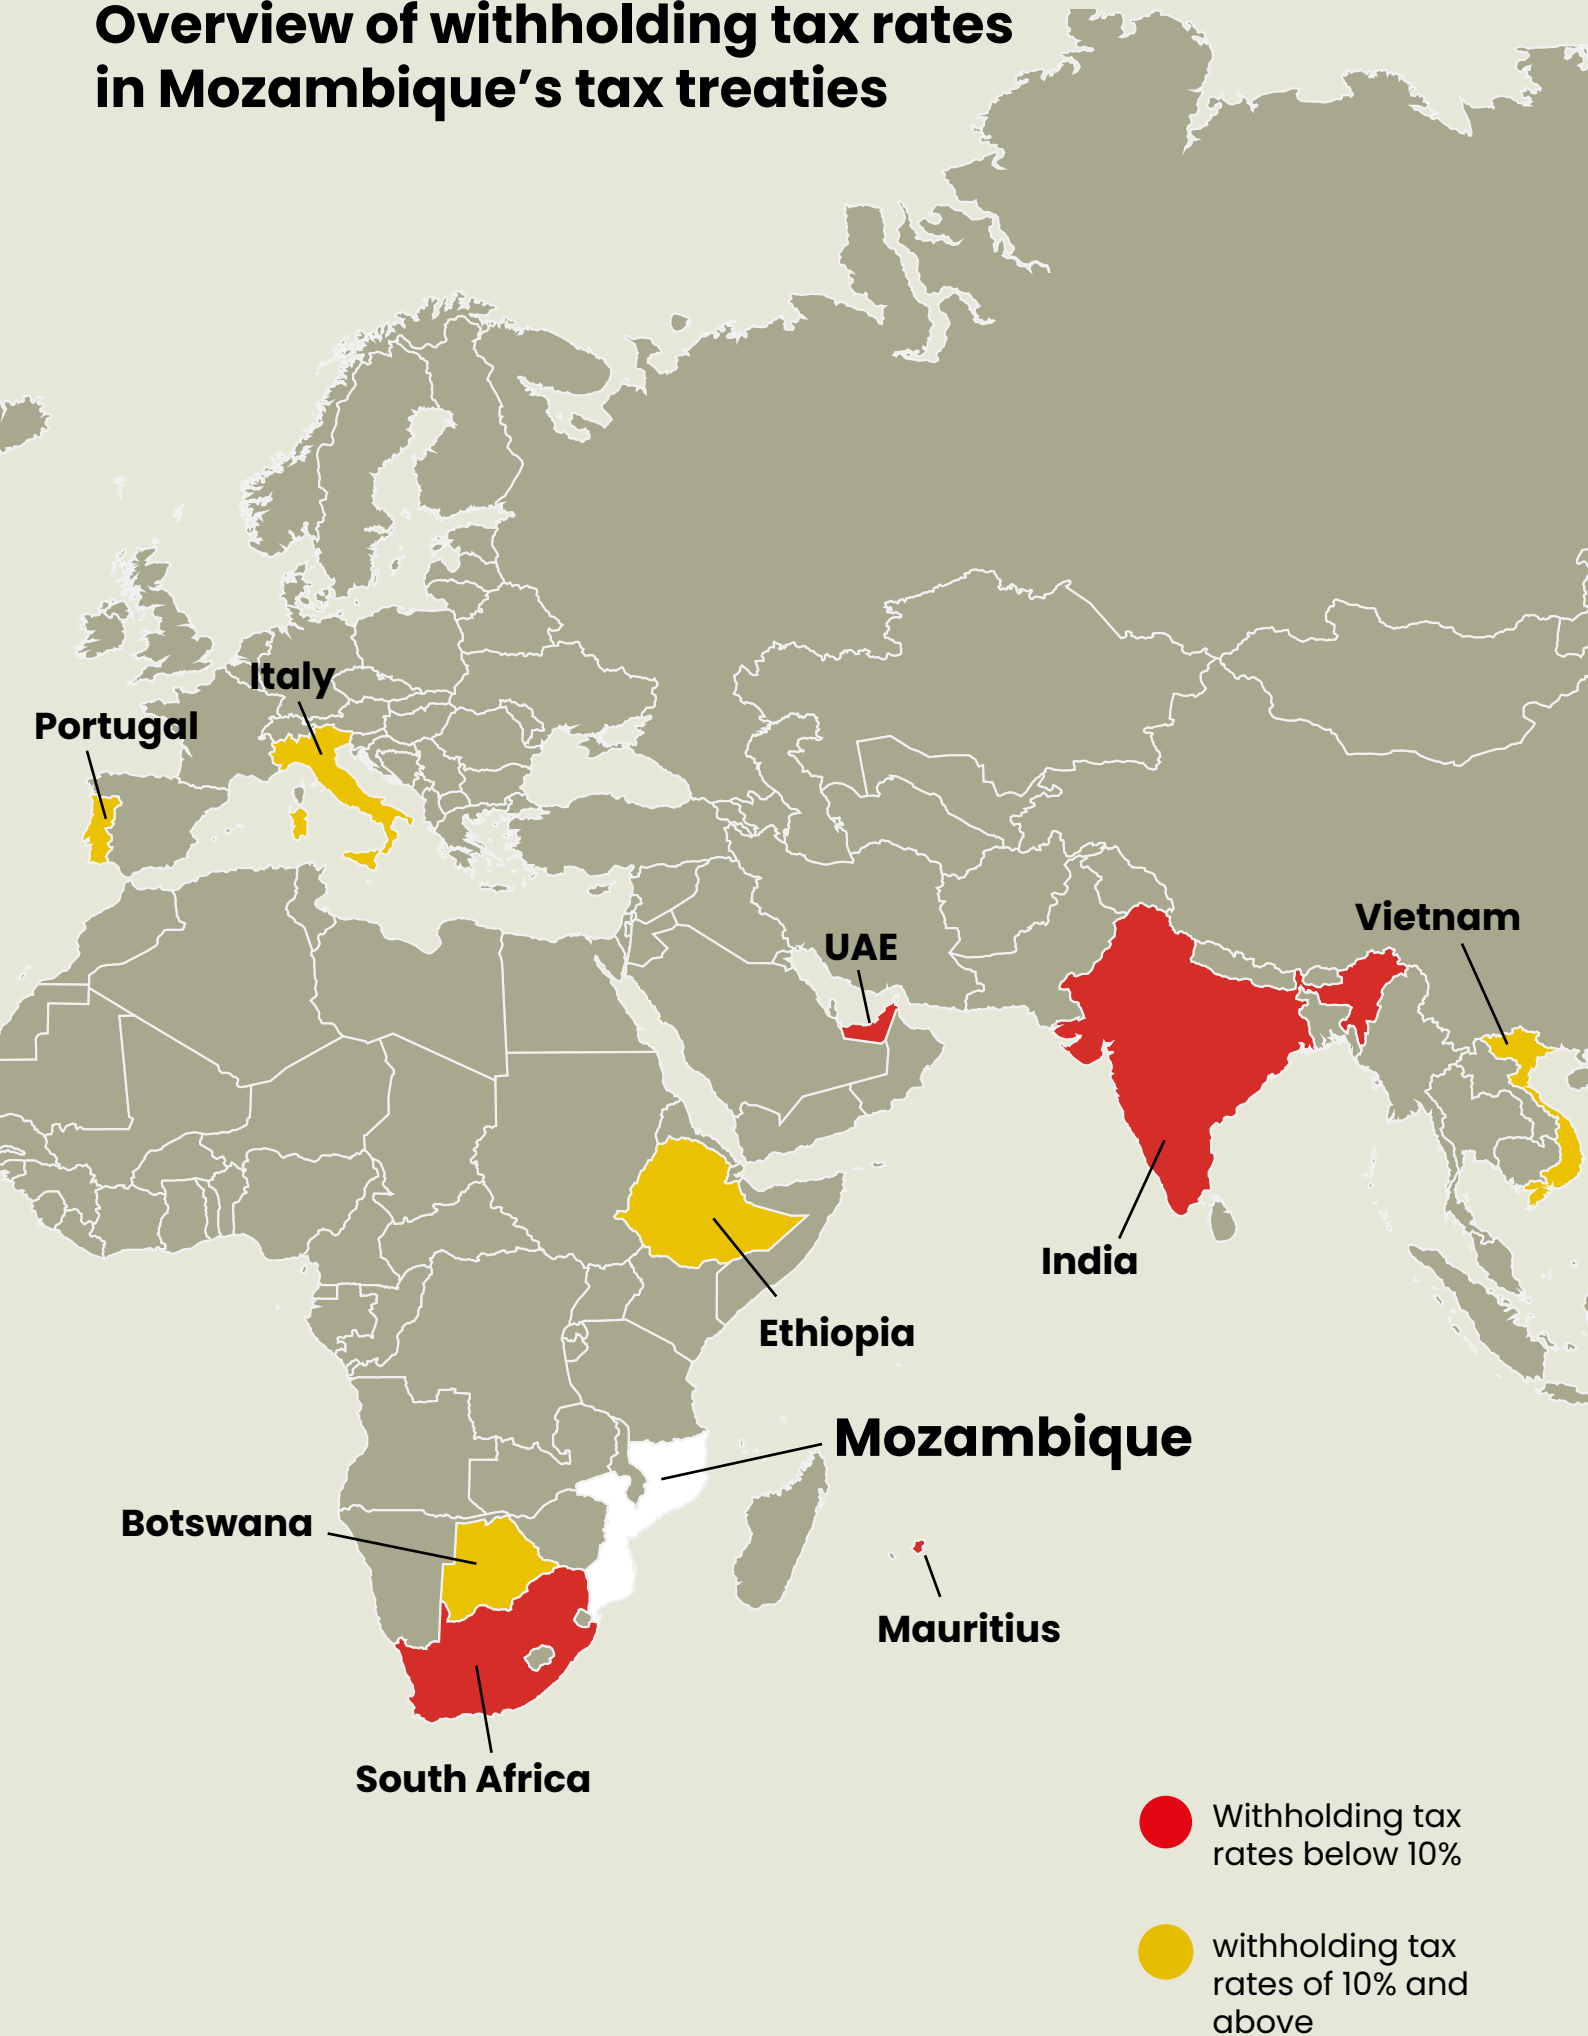 Overview of withholding tax rates
in Mozambique’s tax treaties
Italy
Portugal
Vietnam
UAE
India
Ethiopia
Mozambique
Botswana
Mauritius
South Africa
Withholding tax
rates below 10%
withholding tax
rates of 10% and
above